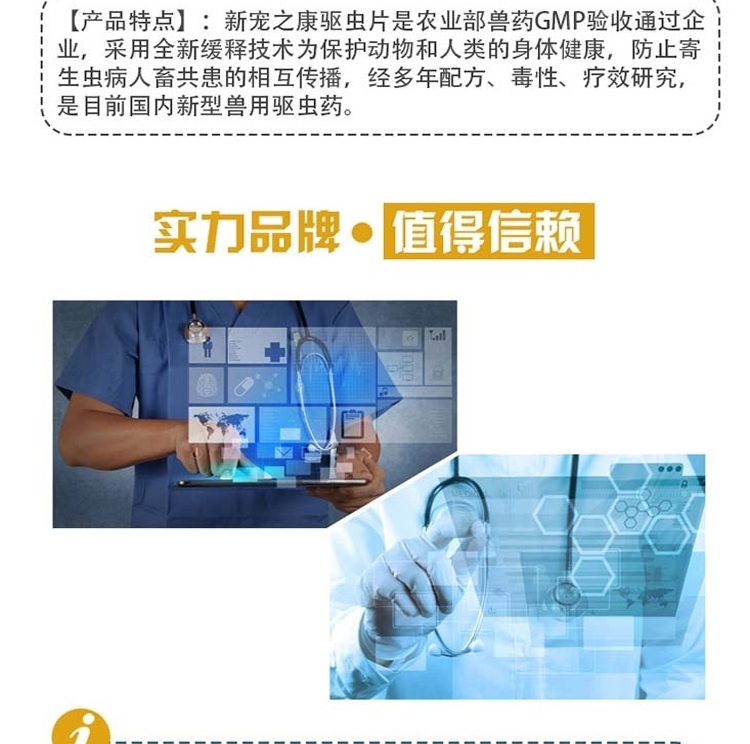 【产品特点】：新宠之康驱虫片是农业部兽药GMP验收通过企
业，采用全新缓释技术为保护动物和人类的身体健康，防止寄
生虫病人畜共患的相互传播，经多年配方、毒性、疗效研究，
是目前国内新型兽用驱虫药。
实力品牌·值得信赖
i